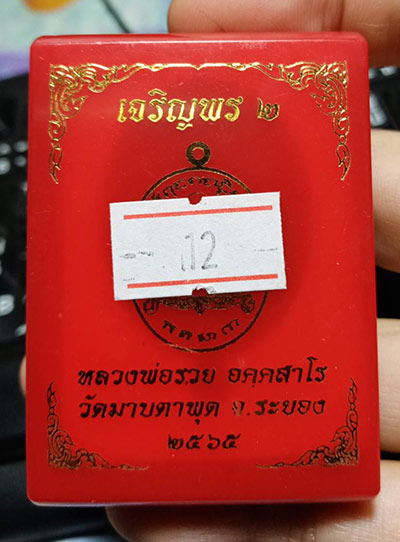 เจริญพร ๒
12
หลวงพ่อรวย อคฺคสาโร
วัดมาบตาพุด จ.ระยอง
๒๕๖๕